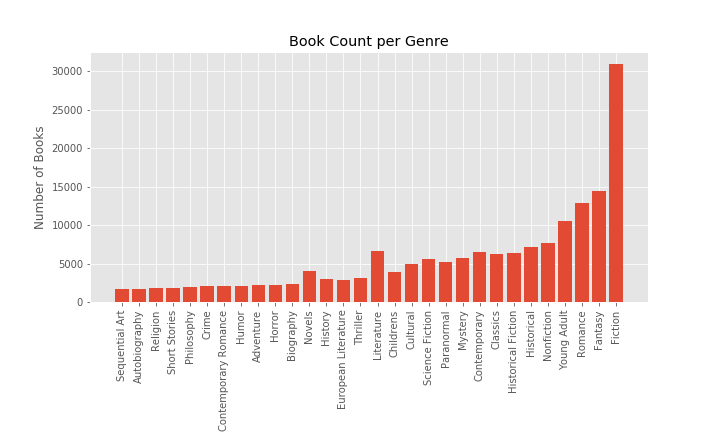 Book Count per Genre
Number of Books
30000
25000
20000
15000
10000
5000
0
Sequential Art
Autobiography
Religion
Short Stories
Philosophy
Crime
Contemporary Romance
Humor
Adventure
Horror
Biography
Novels
History
European Literature
Thriller
Literature
Childrens
Cultural
Science Fiction
Paranormal
Mystery
Contemporary
Classics
Historical Fiction
Historical
Nonfiction
Young Adult
Romance
Fantasy
Fiction